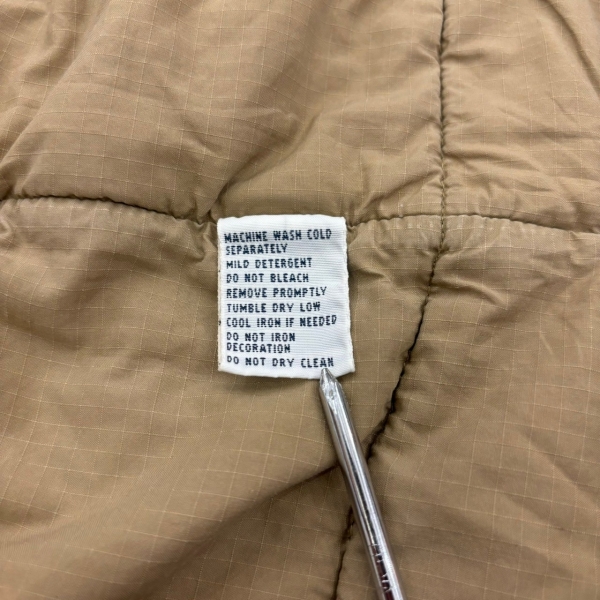 MACHINE WASH COLD
SEPARATELY
MILD DETERGENT
DO NOT BLEACH
REMOVE PROMPTLY
TUMBLE DRY LOW
COOL IRON IF NEEDED
DO NOT IRON
DECORATION
DO NOT DRY CLEAN